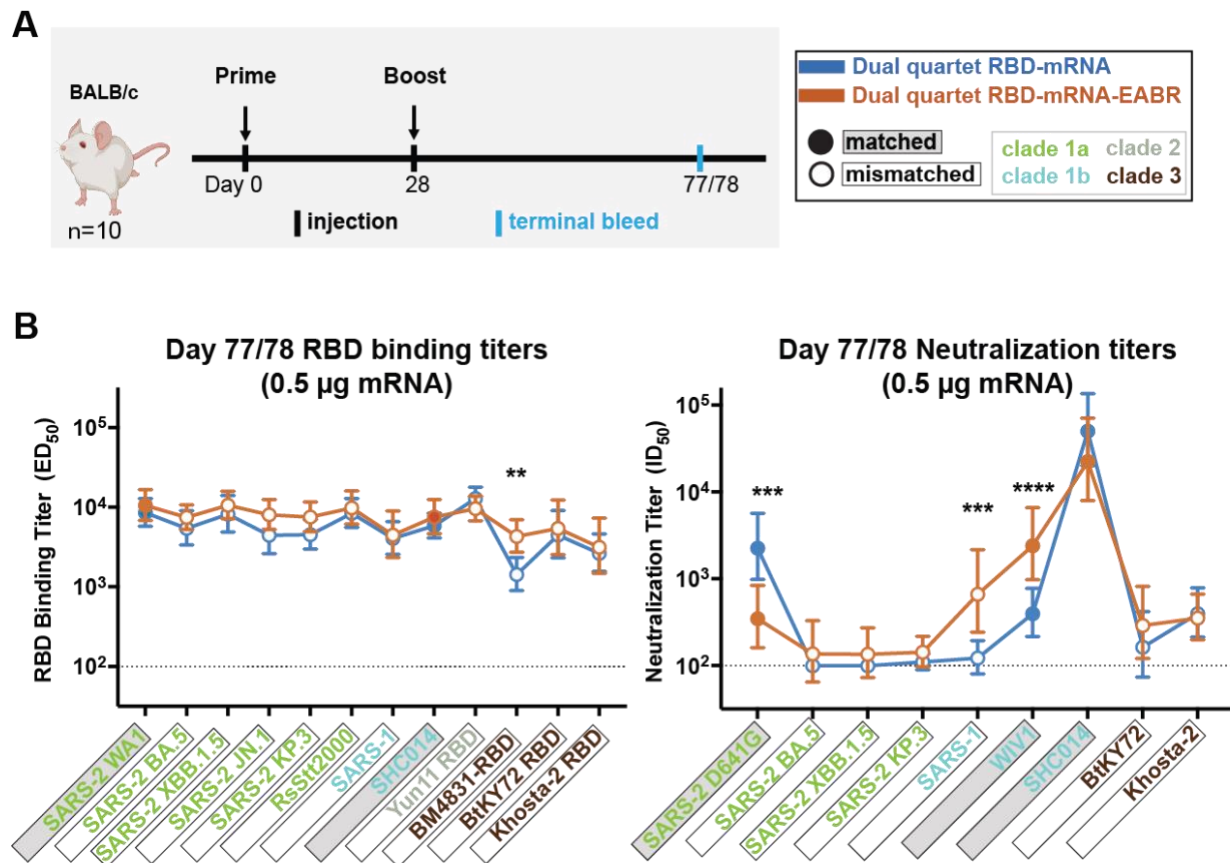 A
BALB/c
n=10
Prime
Boost
Day 0
28
77/78
injection
terminal bleed
Dual quartet RBD-mRNA
Dual quartet RBD-mRNA-EABR
matched
mismatched
clade 1a clade 2
clade 1b clade 3
B
Day 77/78 RBD binding titers
(0.5 µg mRNA)
RBD Binding Titer (ED50)
10⁵
10⁴
10³
10²
**
SARS-2 WA1
SARS-2 BA.5
SARS-2 XBB.1.5
SARS-2 JN.1
SARS-2 KP.3
RsStt2000
SARS-1
SHC014
Yun11 RBD
BM4831-RBD
BtKY72 RBD
Khosta-2 RBD
Day 77/78 Neutralization titers
(0.5 µg mRNA)
Neutralization Titer (ID50)
10⁵
10⁴
10³
10²
***
***
****
SARS-2 D641G
SARS-2 BA.5
SARS-2 XBB.1.5
SARS-2 KP.3
SARS-1
WIV1
SHC014
BtKY72
Khosta-2